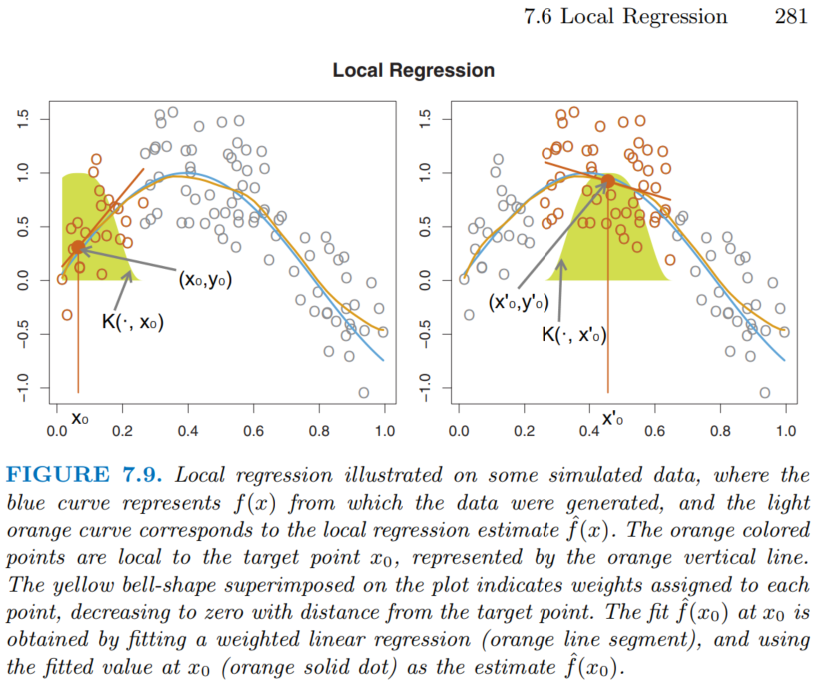 7.6 Local Regression 281
Local Regression
1.5
1.0
0.5
0.0
−0.5
−1.0
(x₀,y₀)
K(·, x₀)
x₀
0.0 0.2 0.4 0.6 0.8 1.0
1.5
1.0
0.5
0.0
−0.5
−1.0
(x'₀,y'₀)
K(·, x'₀)
x'₀
0.0 0.2 0.4 0.6 0.8 1.0
FIGURE 7.9. Local regression illustrated on some simulated data, where the
blue curve represents f(x) from which the data were generated, and the light
orange curve corresponds to the local regression estimate f̂(x). The orange colored
points are local to the target point x₀, represented by the orange vertical line.
The yellow bell-shape superimposed on the plot indicates weights assigned to each
point, decreasing to zero with distance from the target point. The fit f̂(x₀) at x₀ is
obtained by fitting a weighted linear regression (orange line segment), and using
the fitted value at x₀ (orange solid dot) as the estimate f̂(x₀).